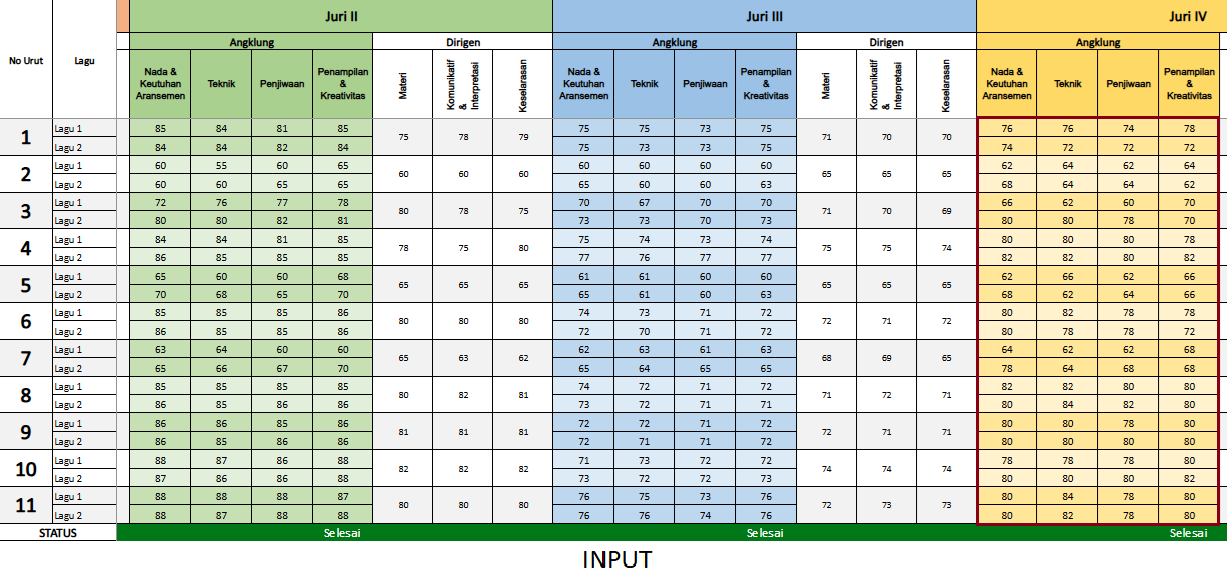 Juri II Juri III Juri IV
Angklung Dirigen Angklung Dirigen Angklung
No Urut Lagu Nada & Keutuhan Aransemen Teknik Penjiwaan Penampilan & Kreativitas Materi Komunikatif & Interpretasi Keselarasan Nada & Keutuhan Aransemen Teknik Penjiwaan Penampilan & Kreativitas Materi Komunikatif & Interpretasi Keselarasan Nada & Keutuhan Aransemen Teknik Penjiwaan Penampilan & Kreativitas
1 Lagu 1 85 84 81 85 75 78 79 75 75 73 75 71 70 70 76 76 74 78
Lagu 2 84 84 82 84 75 73 73 75 74 72 72 72
2 Lagu 1 60 55 60 65 60 60 60 60 60 60 60 65 65 65 62 64 62 64
Lagu 2 60 60 65 65 65 60 60 63 68 64 64 62
3 Lagu 1 72 76 77 78 80 78 75 70 67 70 70 71 70 69 66 62 60 70
Lagu 2 80 80 82 81 73 73 70 73 80 80 78 70
4 Lagu 1 84 84 81 85 78 75 80 75 74 73 74 75 75 74 80 80 80 78
Lagu 2 86 85 85 85 77 76 77 77 82 82 80 82
5 Lagu 1 65 60 60 68 65 65 65 61 61 60 60 65 65 65 62 66 62 66
Lagu 2 70 68 65 70 65 61 60 63 68 62 64 66
6 Lagu 1 85 85 85 86 80 80 80 74 73 71 72 72 71 72 80 82 78 78
Lagu 2 86 85 85 86 72 70 71 72 80 78 78 72
7 Lagu 1 63 64 60 60 65 63 62 62 63 61 63 68 69 65 64 62 62 68
Lagu 2 65 66 67 70 65 64 65 65 78 64 68 68
8 Lagu 1 85 85 85 85 80 82 81 74 72 71 72 71 72 71 82 82 80 80
Lagu 2 86 85 86 86 73 72 71 71 80 84 82 80
9 Lagu 1 86 86 85 86 81 81 81 72 72 71 72 72 71 71 80 80 78 80
Lagu 2 86 85 86 86 72 71 71 72 80 80 80 80
10 Lagu 1 88 87 86 88 82 82 82 71 73 72 72 74 74 74 78 78 78 80
Lagu 2 87 86 86 88 73 72 72 73 80 80 80 82
11 Lagu 1 88 88 88 87 80 80 80 76 75 73 76 72 73 73 80 84 78 80
Lagu 2 88 87 88 88 76 76 74 76 80 82 78 80
STATUS Selesai Selesai Selesai
INPUT